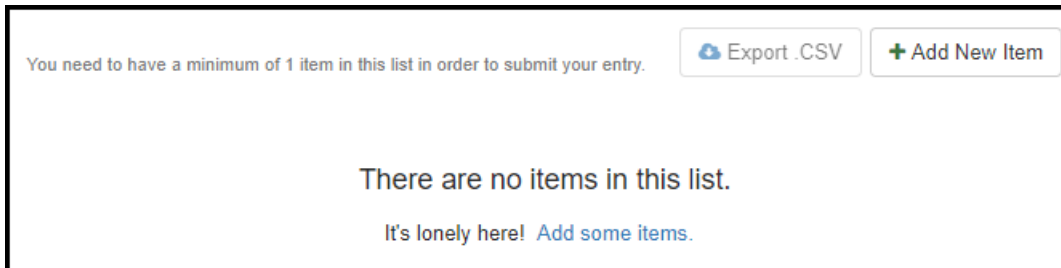 You need to have a minimum of 1 item in this list in order to submit your entry.
Export .CSV
Add New Item
There are no items in this list.
It's lonely here! Add some items.